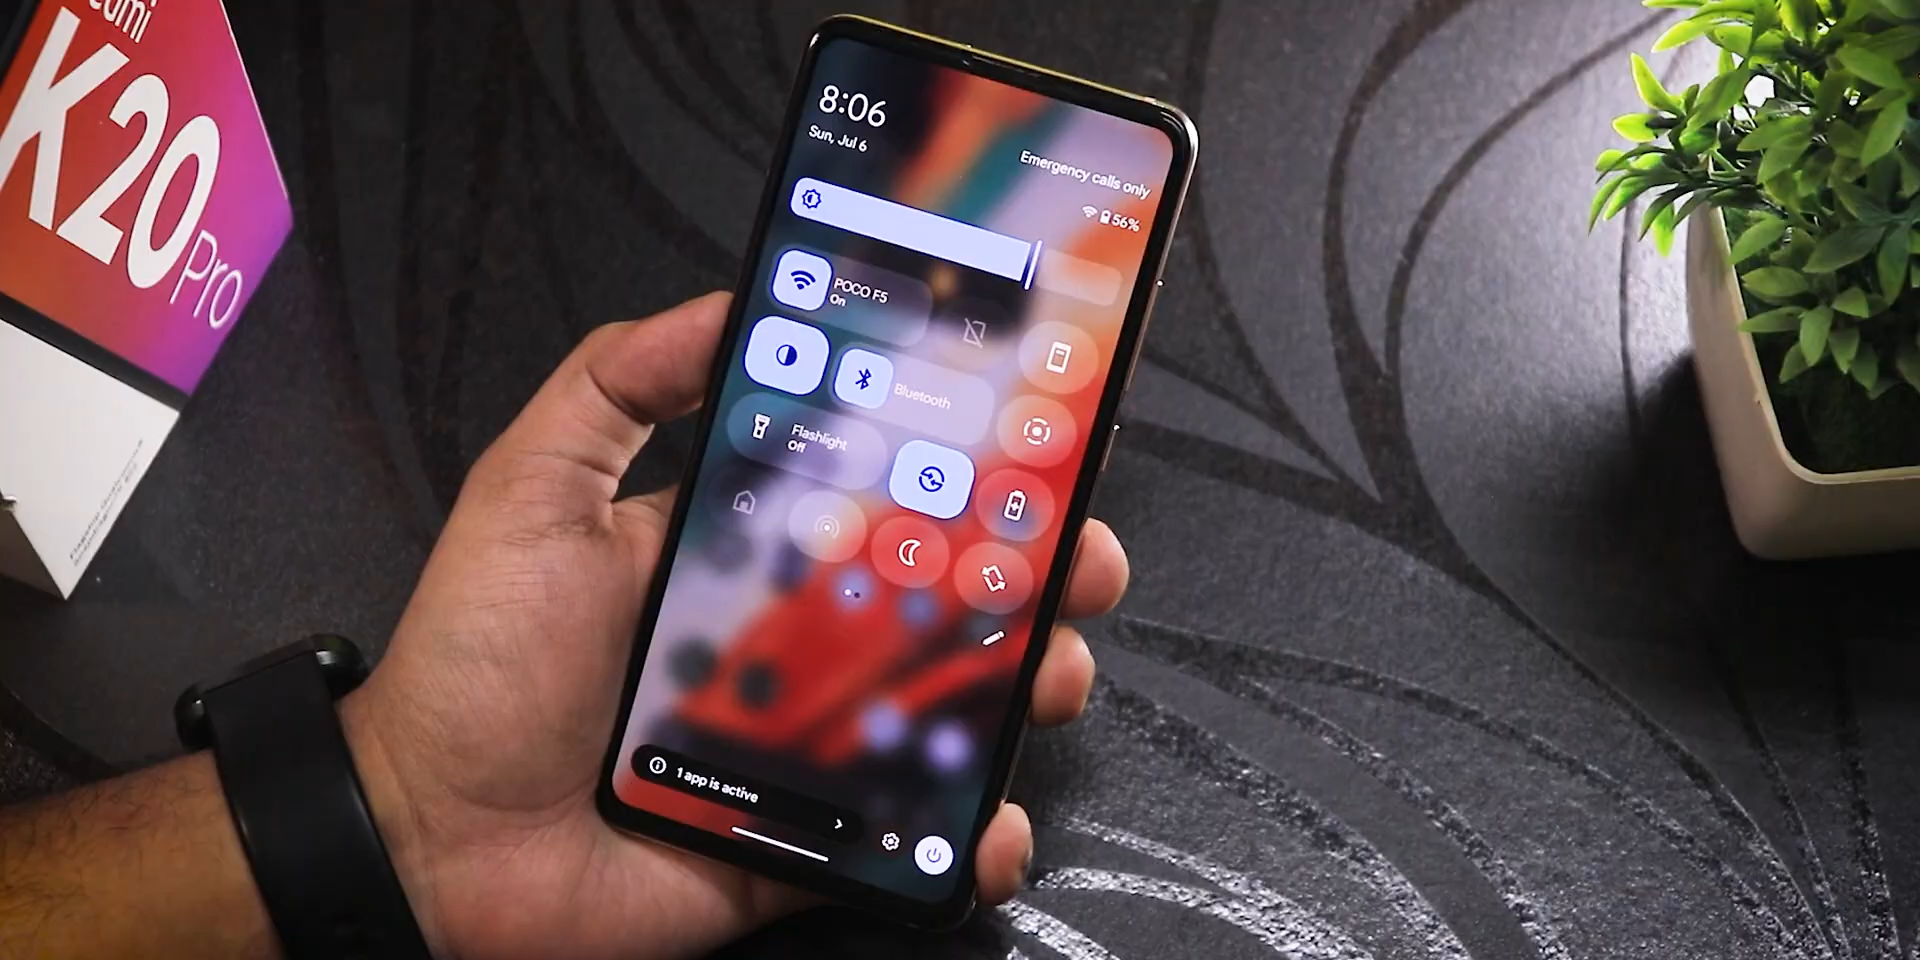 K20
Pro
8:06
Sun, Jul 6
Emergency calls only
56%
POCO F5
On
Bluetooth
Flashlight
Off
1 app is active